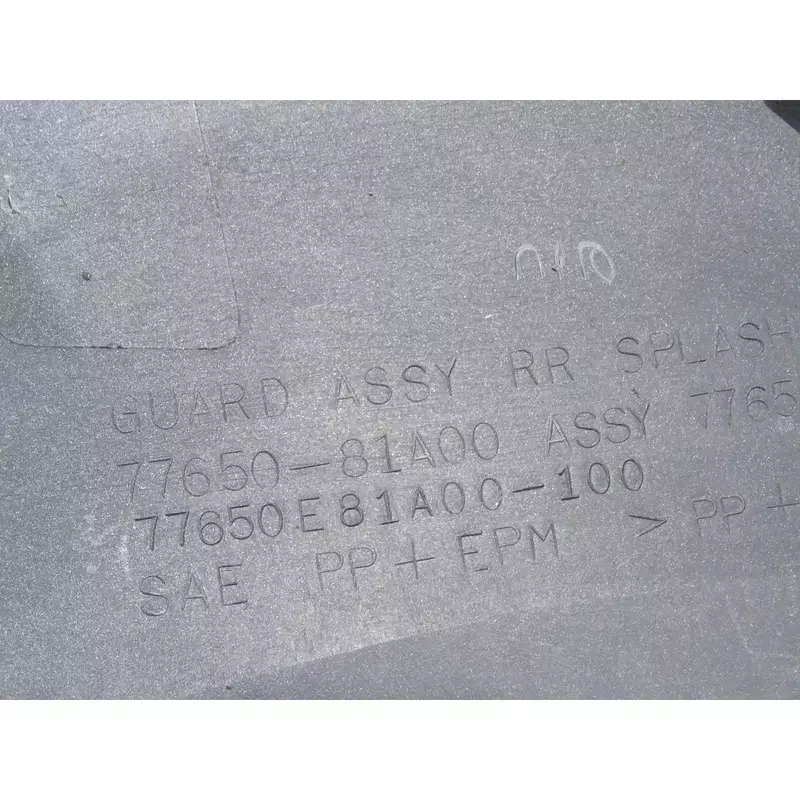 GUARD ASSY RR SPLASH
77650-81A00 ASSY 7765
77650E81A00-100
SAE PP+EPM >PP+